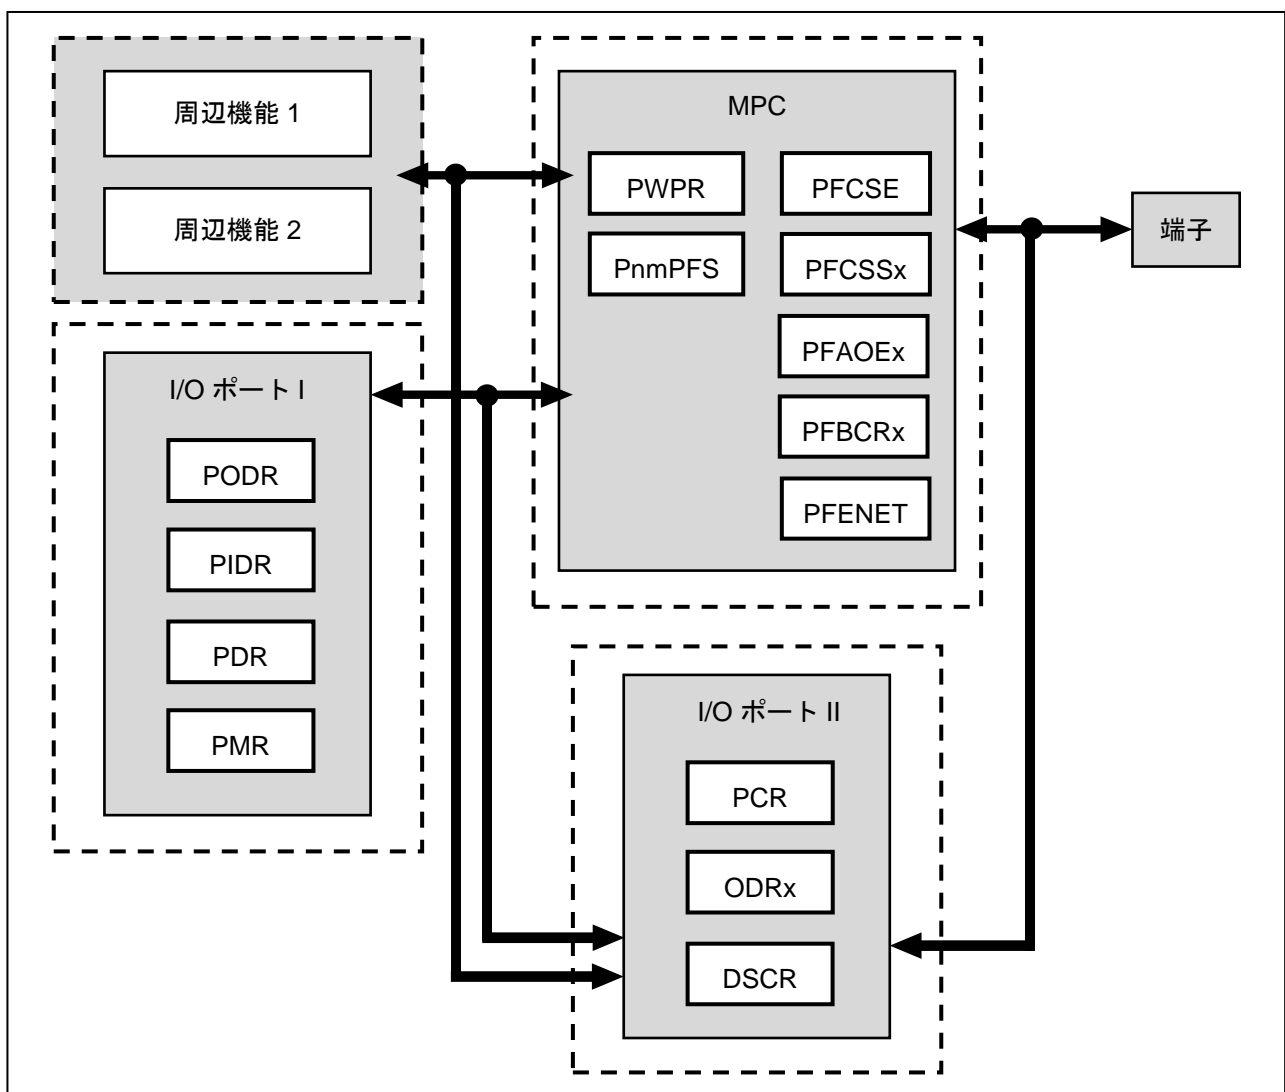 周辺機能 1
周辺機能 2
MPC
PWPR
PFCSE
PnmPFS
PFCSSx
PFAOEx
PFBCRx
PFENET
端子
I/O ポート I
PODR
PIDR
PDR
PMR
I/O ポート II
PCR
ODRx
DSCR